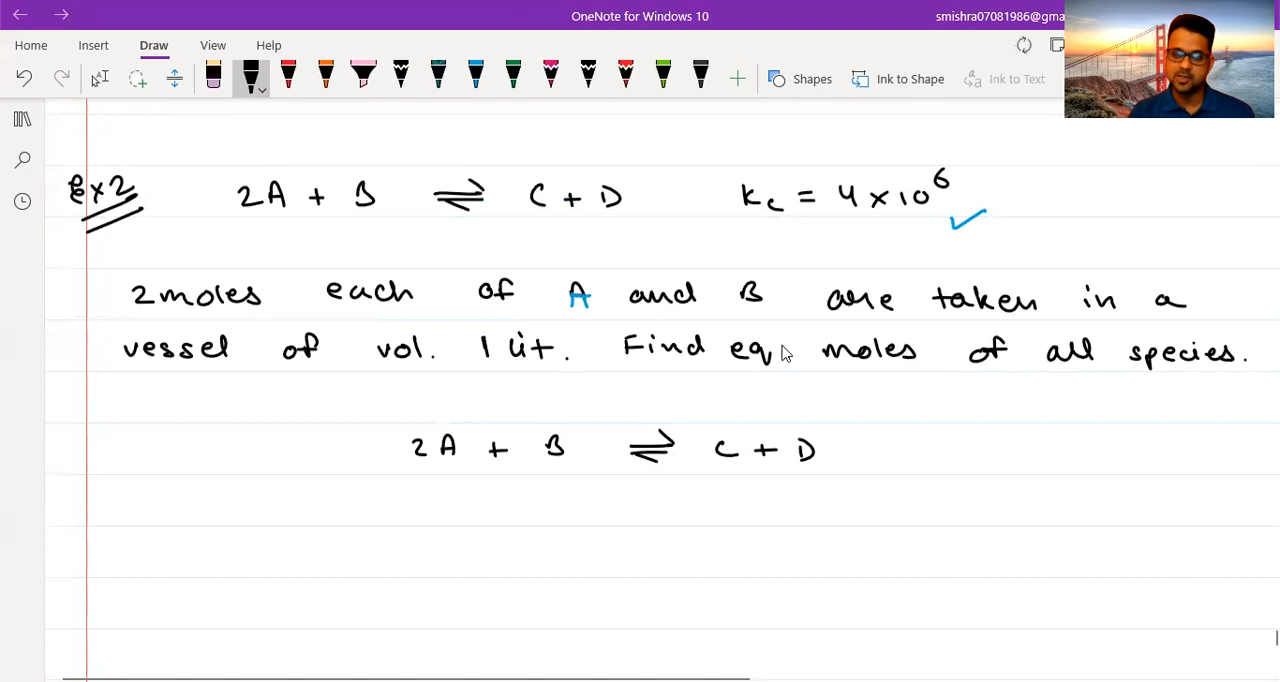 OneNote for Windows 10
smishra07081986@gma
Home Insert Draw View Help
Shapes Ink to Shape Ink to Text
Ex2 2A + B ⇌ C + D Kc = 4 × 10⁶
2 moles each of A and B are taken in a
vessel of vol. 1 lit. Find eq moles of all species.
2A + B ⇌ C + D